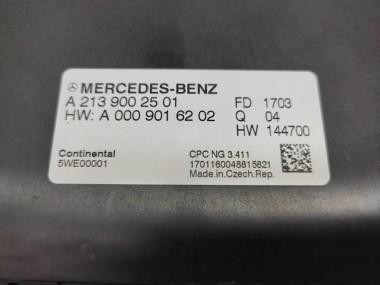 MERCEDES-BENZ
A 213 900 25 01 FD 1703
HW: A 000 901 62 02 Q 04
HW 144700
Continental CPC NG 3.411
5WE00001 1701160048815821
Made.in.Czech.Rep.